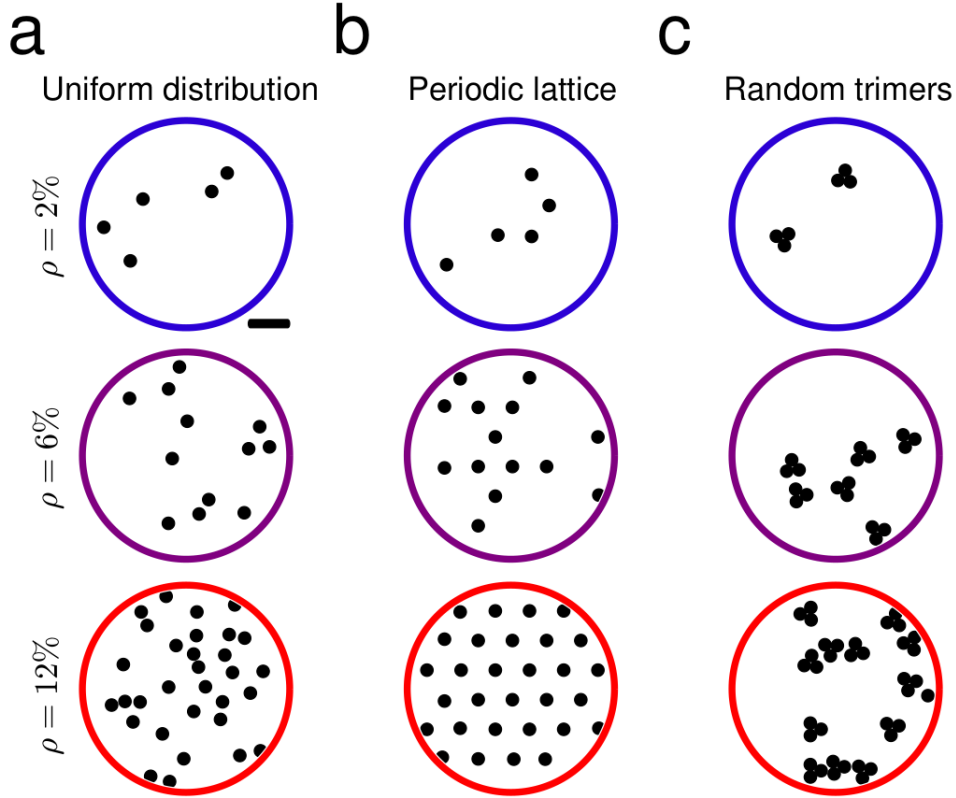 a b c
Uniform distribution Periodic lattice Random trimers
ρ = 2%
ρ = 6%
ρ = 12%